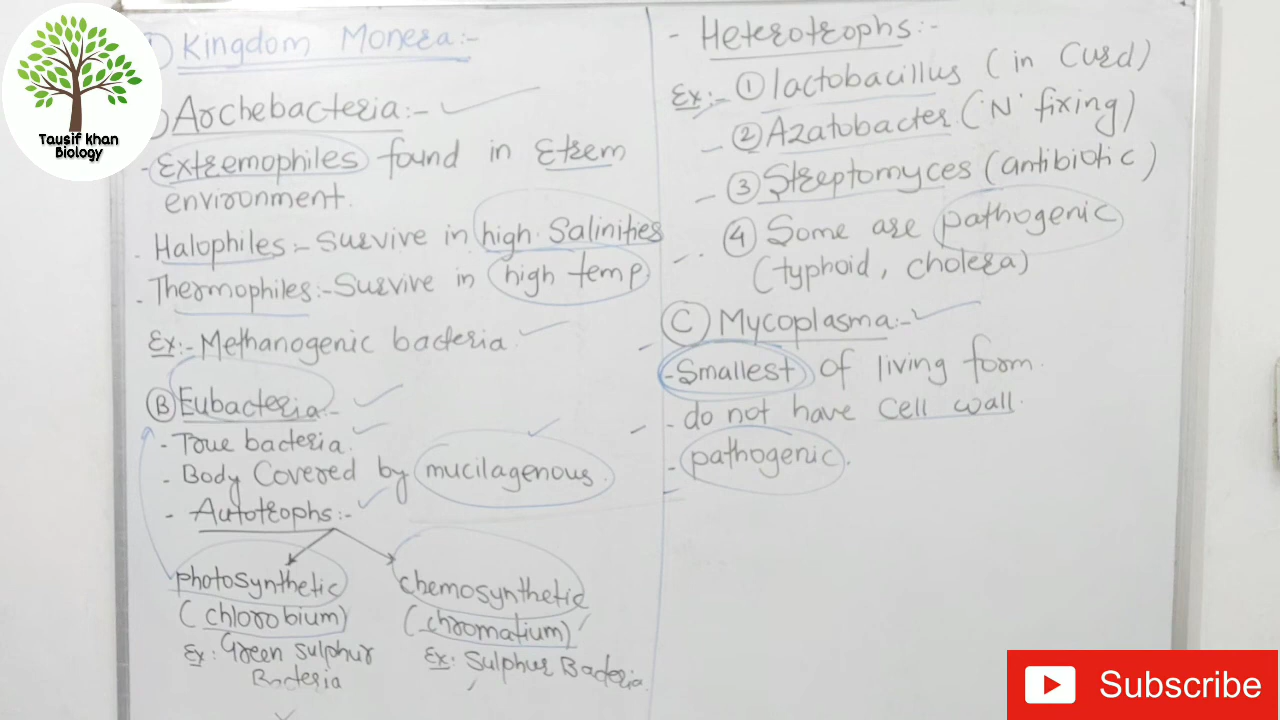 Tausif khan
Biology
) Kingdom Monera:-
) Archebacteria:-
- Extremophiles found in Etrem
environment.
- Halophiles:- Survive in high Salinities
- Thermophiles:- Survive in high temp
Ex:- Methanogenic bacteria
(B) Eubacteria:-
- True bacteria.
- Body Covered by mucilagenous.
- Autotrophs:-
photosynthetic chemosynthetic
(chlorobium) (chromatium)
Ex: Green sulphur Ex: Sulphur Bacteria.
Bacteria
- Heterotrophs:-
Ex:- ① lactobacillus (in Curd)
- ② Azatobacter ('N' fixing)
- ③ Streptomyces (antibiotic)
- ④ Some are pathogenic
(typhoid, cholera)
(C) Mycoplasma:-
- Smallest of living form.
- do not have Cell wall.
- pathogenic.
Subscribe